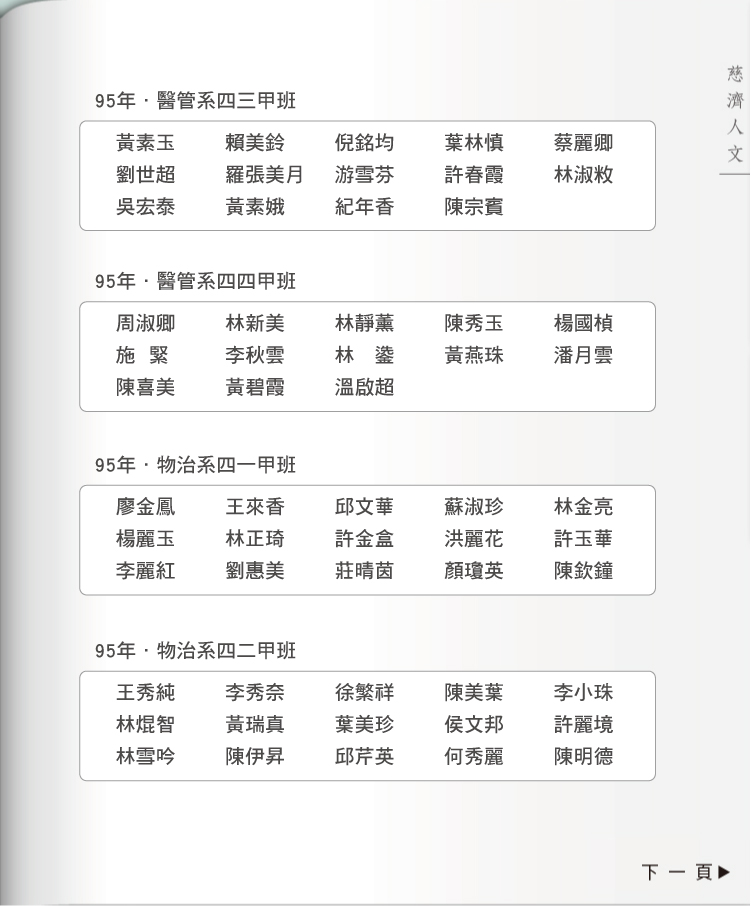 慈濟人文
95年．醫管系四三甲班
黃素玉 賴美鈴 倪銘均 葉林慎 蔡麗卿
劉世超 羅張美月 游雪芬 許春霞 林淑敉
吳宏泰 黃素娥 紀年香 陳宗賓
95年．醫管系四四甲班
周淑卿 林新美 林靜薰 陳秀玉 楊國楨
施 緊 李秋雲 林 鍌 黃燕珠 潘月雲
陳喜美 黃碧霞 溫啟超
95年．物治系四一甲班
廖金鳳 王來香 邱文華 蘇淑珍 林金亮
楊麗玉 林正琦 許金盒 洪麗花 許玉華
李麗紅 劉惠美 莊晴茵 顏瓊英 陳欽鐘
95年．物治系四二甲班
王秀純 李秀奈 徐繁祥 陳美葉 李小珠
林焜智 黃瑞真 葉美珍 侯文邦 許麗境
林雪吟 陳伊昇 邱芹英 何秀麗 陳明德
下一頁▶